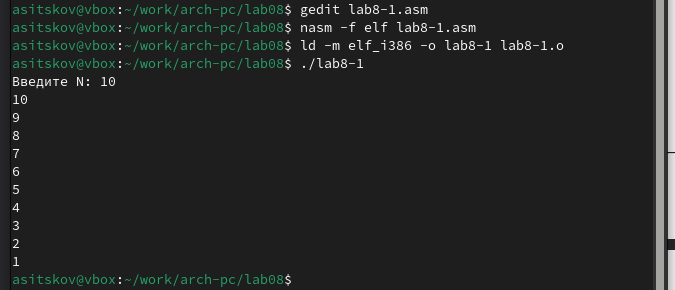 asitskov@vbox:~/work/arch-pc/lab08$ gedit lab8-1.asm
asitskov@vbox:~/work/arch-pc/lab08$ nasm -f elf lab8-1.asm
asitskov@vbox:~/work/arch-pc/lab08$ ld -m elf_i386 -o lab8-1 lab8-1.o
asitskov@vbox:~/work/arch-pc/lab08$ ./lab8-1
Введите N: 10
10
9
8
7
6
5
4
3
2
1
asitskov@vbox:~/work/arch-pc/lab08$